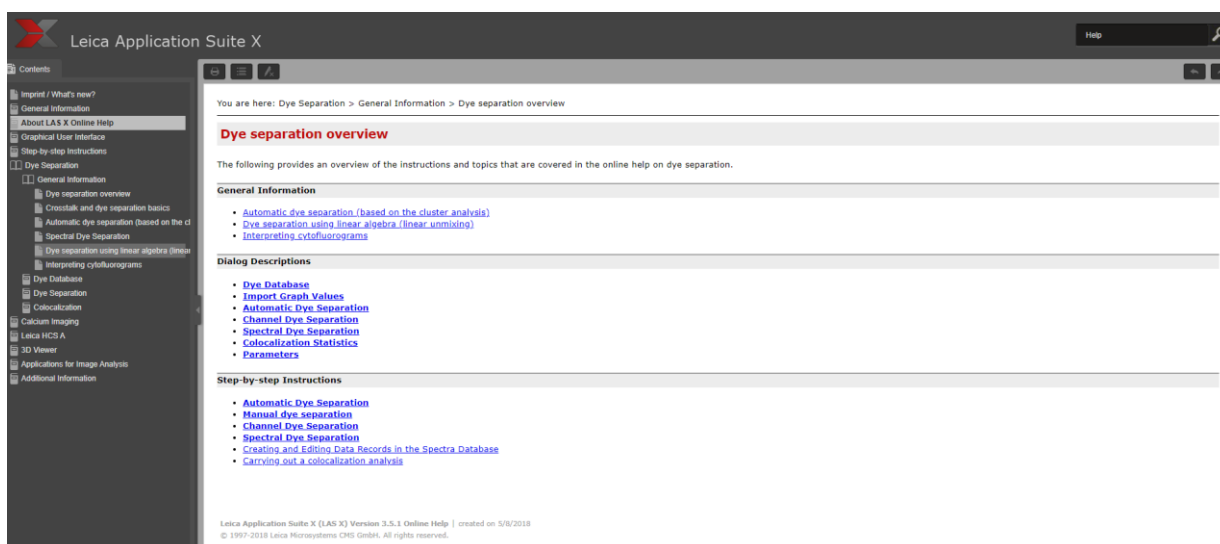 Leica Application Suite X
Help
Contents
Imprint / What's new?
General Information
About LAS X Online Help
Graphical User Interface
Step-by-step Instructions
Dye Separation
General Information
Dye separation overview
Crosstalk and dye separation basics
Automatic dye separation (based on the cl
Spectral Dye Separation
Dye separation using linear algebra (linear
Interpreting cytofluorograms
Dye Database
Dye Separation
Colocalization
Calcium Imaging
Leica HCS A
3D Viewer
Applications for Image Analysis
Additional Information
You are here: Dye Separation > General Information > Dye separation overview
Dye separation overview
The following provides an overview of the instructions and topics that are covered in the online help on dye separation.
General Information
• Automatic dye separation (based on the cluster analysis)
• Dye separation using linear algebra (linear unmixing)
• Interpreting cytofluorograms
Dialog Descriptions
• Dye Database
• Import Graph Values
• Automatic Dye Separation
• Channel Dye Separation
• Spectral Dye Separation
• Colocalization Statistics
• Parameters
Step-by-step Instructions
• Automatic Dye Separation
• Manual dye separation
• Channel Dye Separation
• Spectral Dye Separation
• Creating and Editing Data Records in the Spectra Database
• Carrying out a colocalization analysis
Leica Application Suite X (LAS X) Version 3.5.1 Online Help | created on 5/8/2018
© 1997-2018 Leica Microsystems CMS GmbH. All rights reserved.